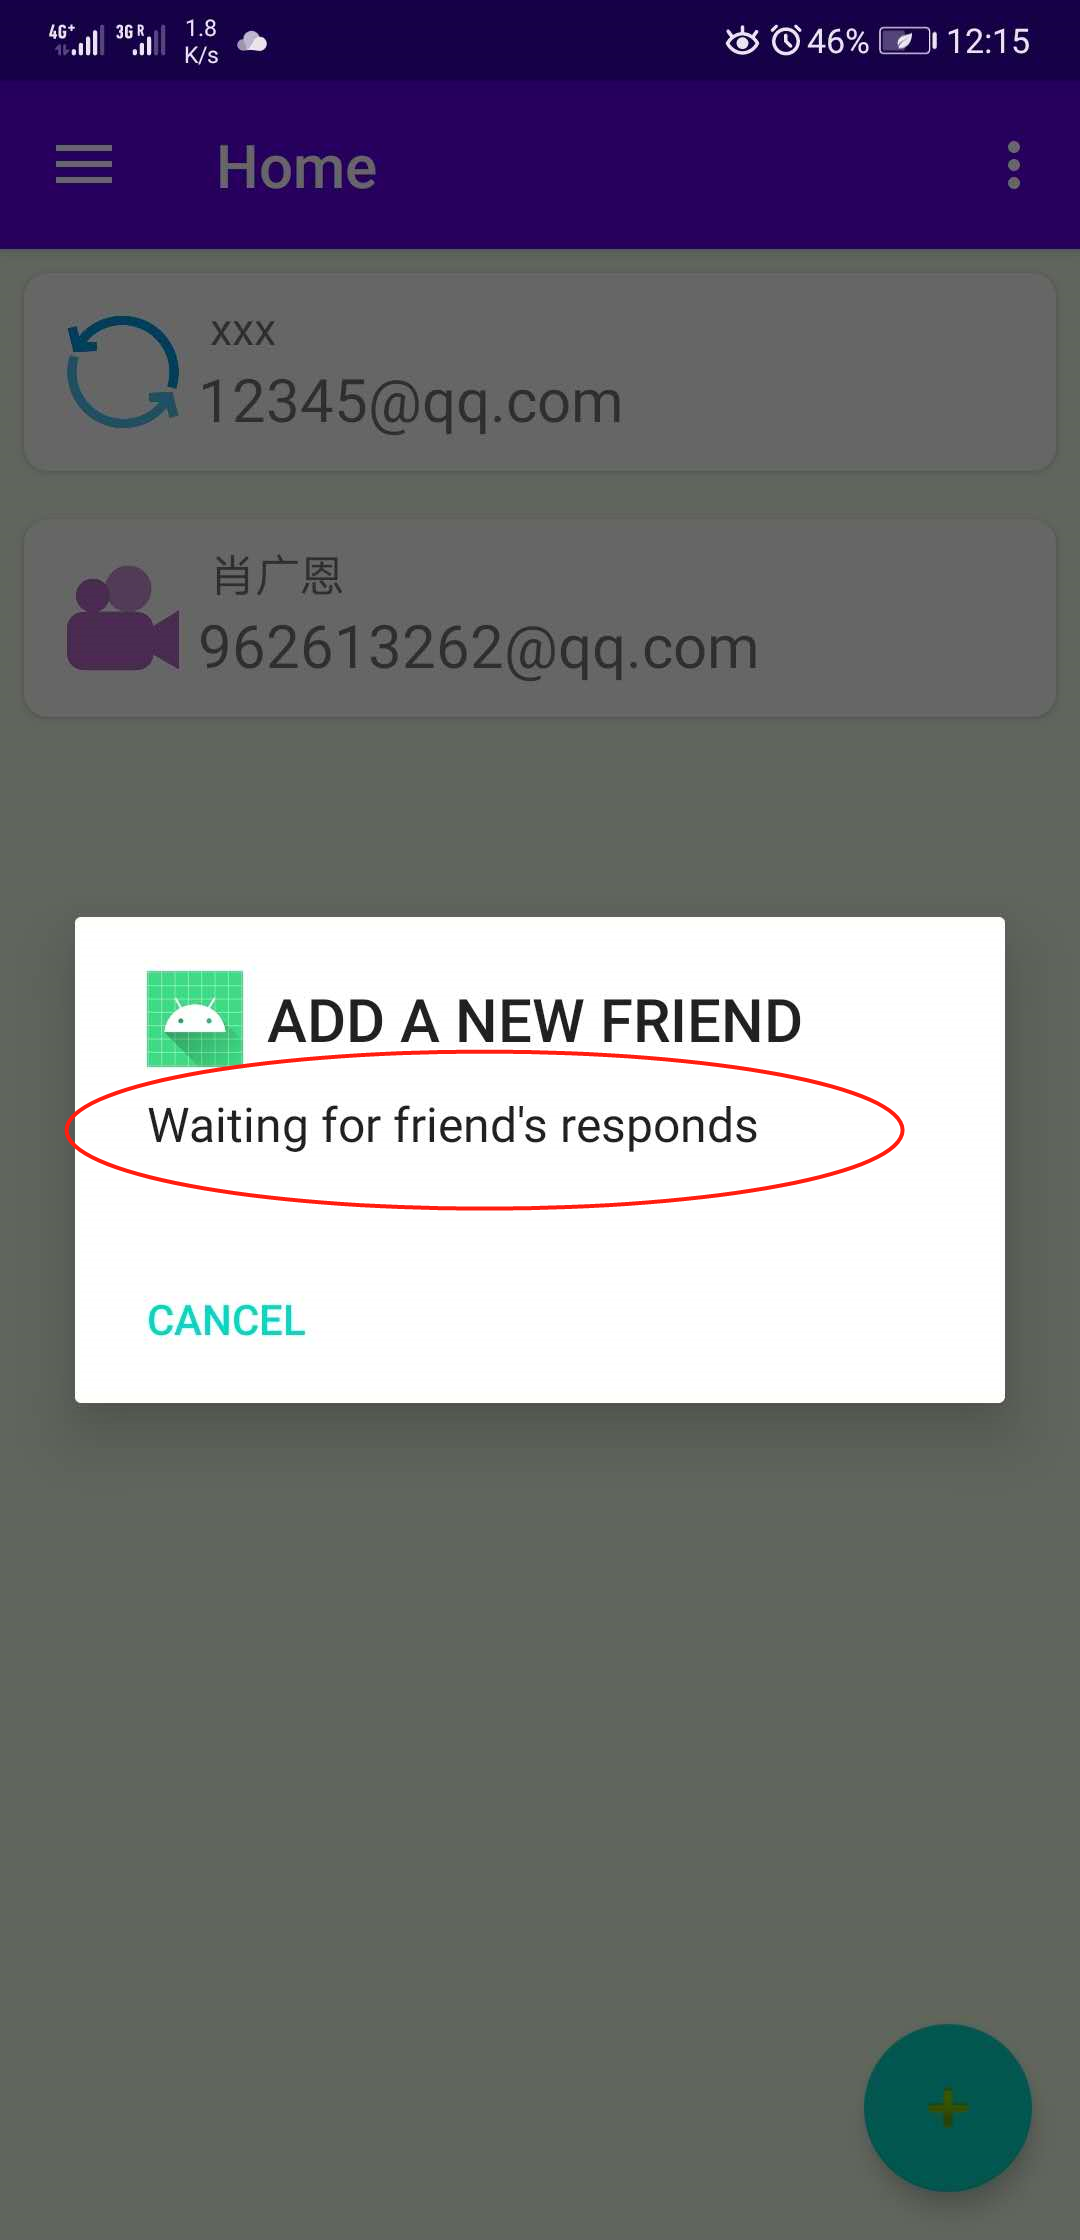 4G+ 3G R 1.8 K/s 46% 12:15
Home
xxx
12345@qq.com
肖广恩
962613262@qq.com
ADD A NEW FRIEND
Waiting for friend's responds
CANCEL